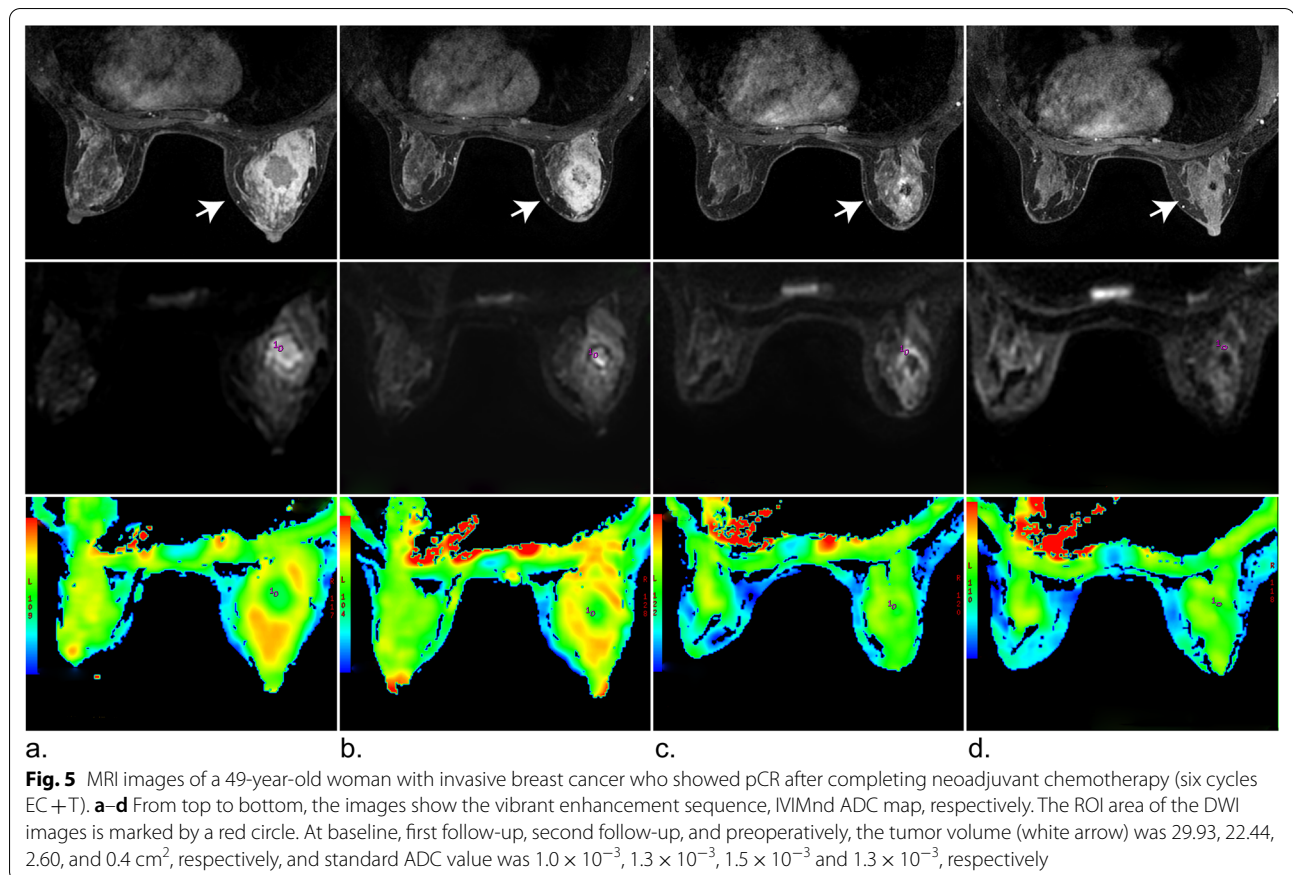 a.
b.
c.
d.
Fig. 5 MRI images of a 49-year-old woman with invasive breast cancer who showed pCR after completing neoadjuvant chemotherapy (six cycles
EC + T). a–d From top to bottom, the images show the vibrant enhancement sequence, IVIMnd ADC map, respectively. The ROI area of the DWI
images is marked by a red circle. At baseline, first follow-up, second follow-up, and preoperatively, the tumor volume (white arrow) was 29.93, 22.44,
2.60, and 0.4 cm², respectively, and standard ADC value was 1.0 × 10⁻³, 1.3 × 10⁻³, 1.5 × 10⁻³ and 1.3 × 10⁻³, respectively